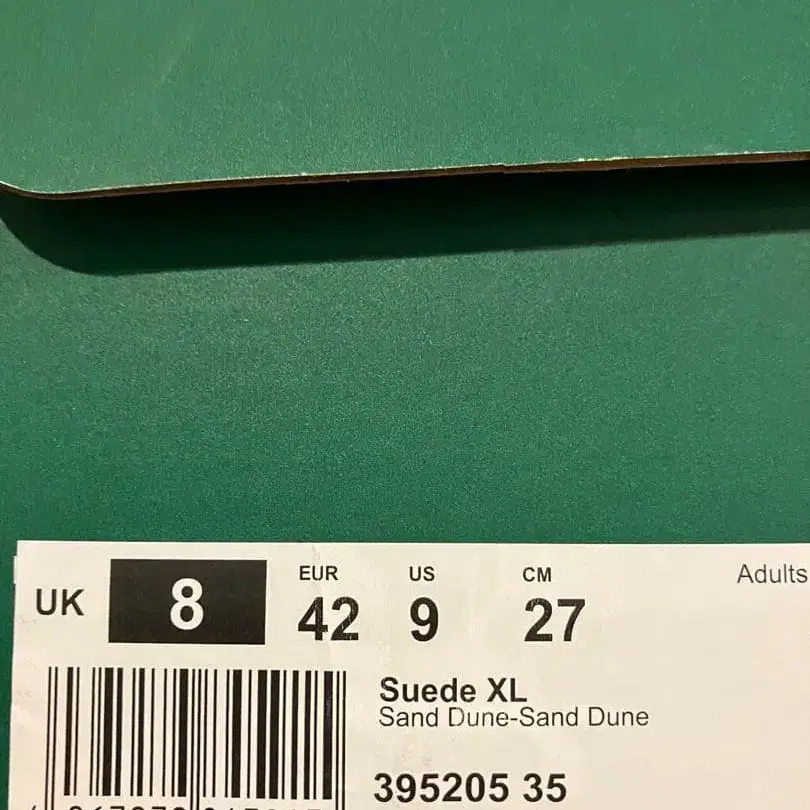 UK 8 EUR 42 US 9 CM 27 Adults
Suede XL
Sand Dune-Sand Dune
395205 35